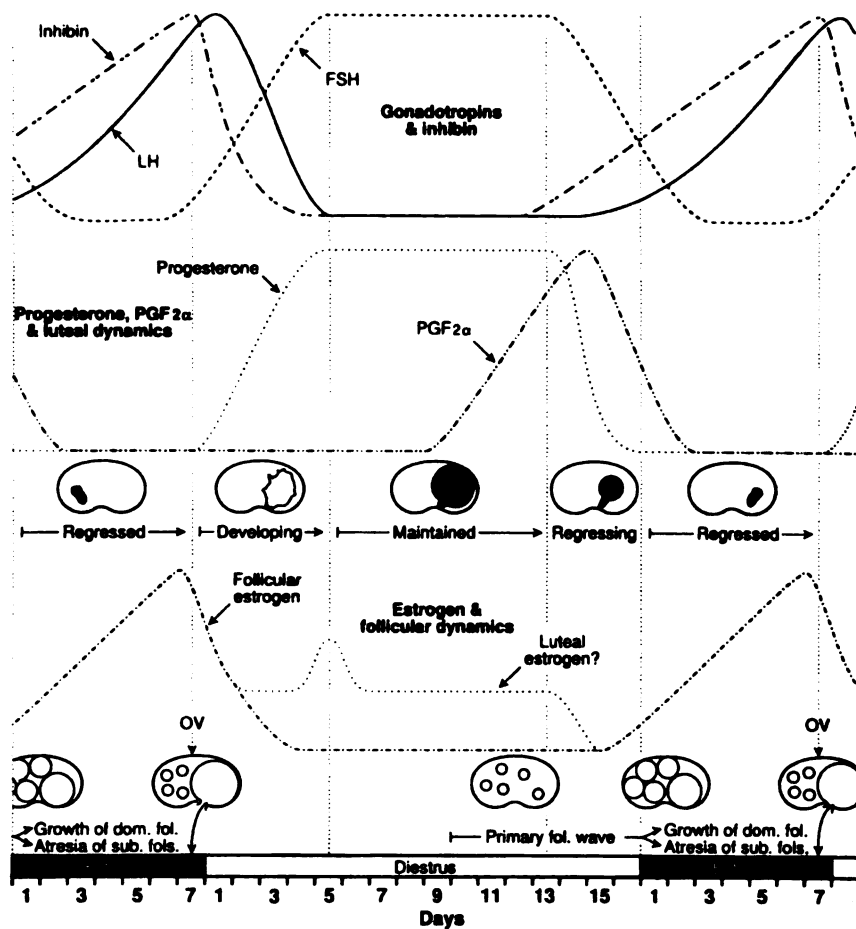 Inhibin
FSH
Gonadotropins
& inhibin
LH
Progesterone
Progesterone, PGF2α
& luteal dynamics
PGF2α
Regressed
Developing
Maintained
Regressing
Regressed
Follicular
estrogen
Estrogen &
follicular dynamics
Luteal
estrogen?
OV
OV
Growth of dom. fol.
Atresia of sub. fols.
Primary fol. wave
Growth of dom. fol.
Atresia of sub. fols.
Diestrus
1 3 5 7 1 3 5 7 9 11 13 15 1 3 5 7
Days